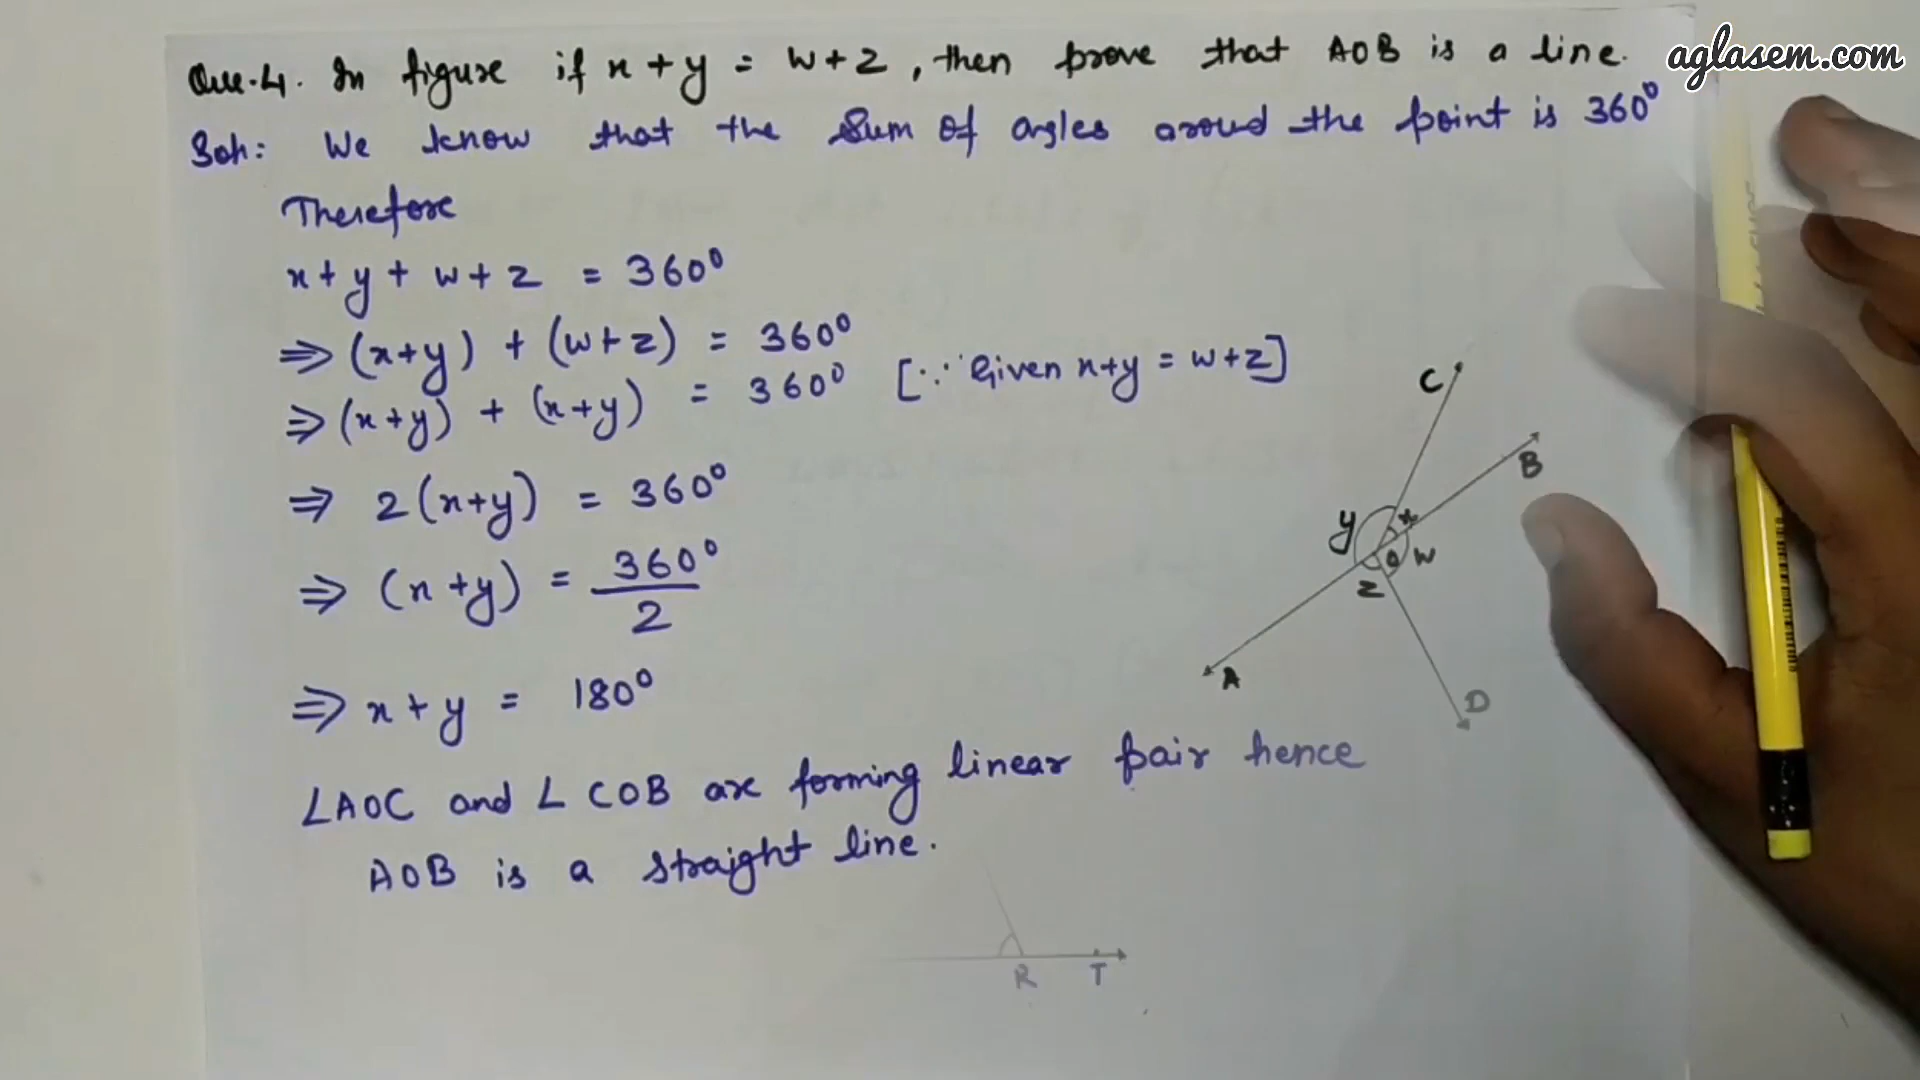 aglasem.com
Que.4. In figure if x + y = w + z, then prove that AOB is a line.
Soln: We know that the sum of angles aroud the point is 360°
Therefore
x + y + w + z = 360°
⇒ (x+y) + (w+z) = 360°
⇒ (x+y) + (x+y) = 360° [∵ Given x+y = w+z]
⇒ 2(x+y) = 360°
⇒ (x+y) = 360°/2
⇒ x + y = 180°
∠AOC and ∠COB are forming linear pair hence
AOB is a straight line.
C
B
y
x
O
w
z
A
D
R T